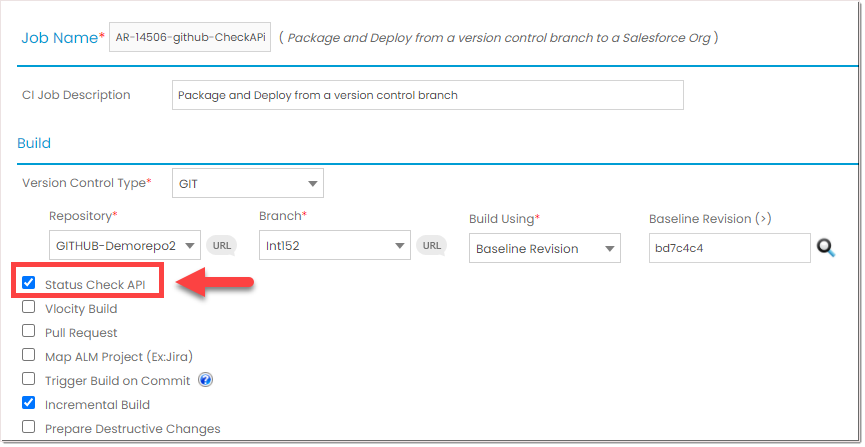 Job Name* AR-14506-github-CheckAPi ( Package and Deploy from a version control branch to a Salesforce Org )
CI Job Description Package and Deploy from a version control branch
Build
Version Control Type* GIT
Repository* Branch* Build Using* Baseline Revision (>)
GITHUB-Demorepo2 URL Int152 URL Baseline Revision bd7c4c4
Status Check API
Vlocity Build
Pull Request
Map ALM Project (Ex:Jira)
Trigger Build on Commit ?
Incremental Build
Prepare Destructive Changes